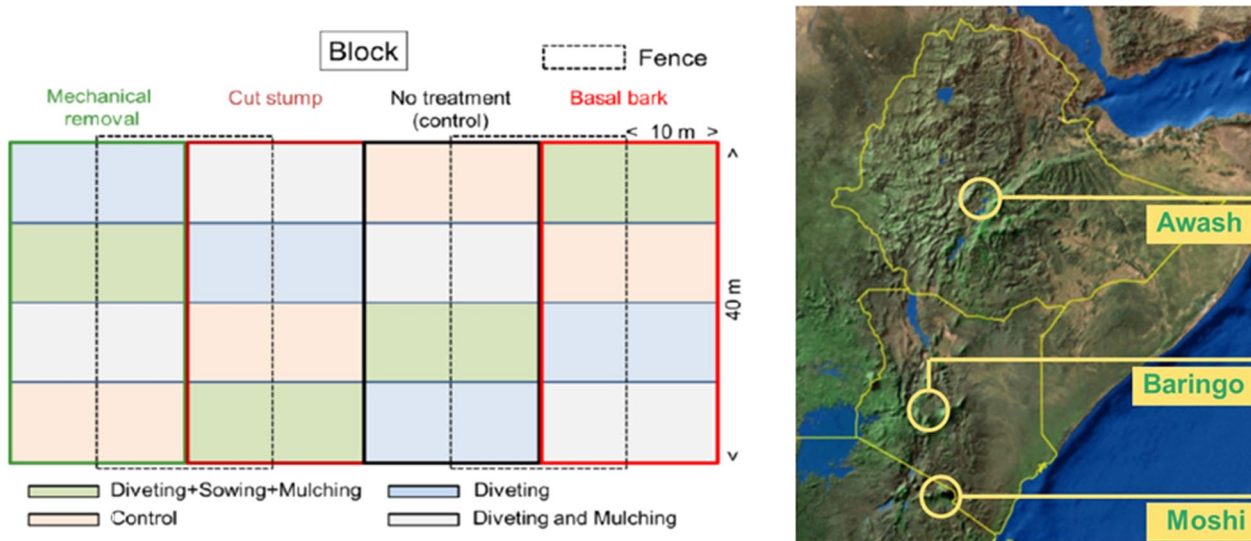 Block
Fence
Mechanical
removal
Cut stump
No treatment
(control)
Basal bark
< 10 m >
< 40 m >
Diveting+Sowing+Mulching
Diveting
Control
Diveting and Mulching
Awash
Baringo
Moshi